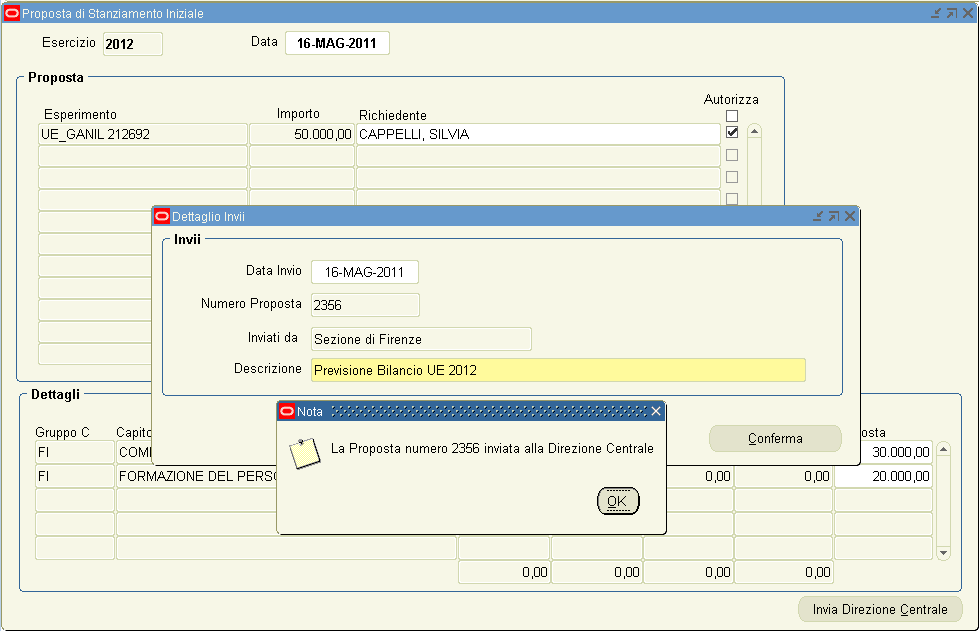 Proposta di Stanziamento Iniziale
Esercizio 2012 Data 16-MAG-2011
Proposta
Autorizza
Esperimento Importo Richiedente
UE_GANIL 212692 50.000,00 CAPPELLI, SILVIA
Dettaglio Invii
Invii
Data Invio 16-MAG-2011
Numero Proposta 2356
Inviati da Sezione di Firenze
Descrizione Previsione Bilancio UE 2012
Conferma
Nota
La Proposta numero 2356 inviata alla Direzione Centrale
OK
Dettagli
Gruppo C
FI 30.000,00
FI FORMAZIONE DEL 0,00 0,00 20.000,00
0,00 0,00 0,00 0,00
Invia Direzione Centrale